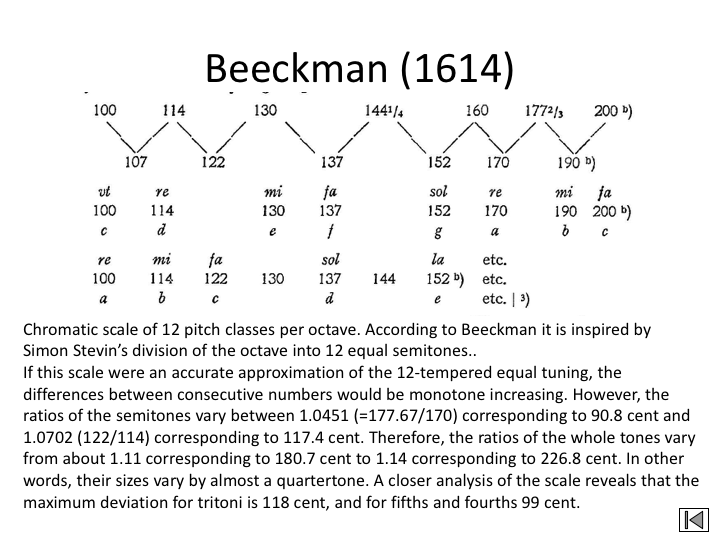 Beeckman (1614)
100 114 130 144¹/₄ 160 177²/₃ 200 ᵇ)
107 122 137 152 170 190 ᵇ)
vt re mi fa sol re mi fa
100 114 130 137 152 170 190 200 ᵇ)
c d e f g a b c
re mi fa sol la etc.
100 114 122 130 137 144 152 ᵇ) etc.
a b c d e etc. | ³)
Chromatic scale of 12 pitch classes per octave. According to Beeckman it is inspired by
Simon Stevin’s division of the octave into 12 equal semitones..
If this scale were an accurate approximation of the 12-tempered equal tuning, the
differences between consecutive numbers would be monotone increasing. However, the
ratios of the semitones vary between 1.0451 (=177.67/170) corresponding to 90.8 cent and
1.0702 (122/114) corresponding to 117.4 cent. Therefore, the ratios of the whole tones vary
from about 1.11 corresponding to 180.7 cent to 1.14 corresponding to 226.8 cent. In other
words, their sizes vary by almost a quartertone. A closer analysis of the scale reveals that the
maximum deviation for tritoni is 118 cent, and for fifths and fourths 99 cent.